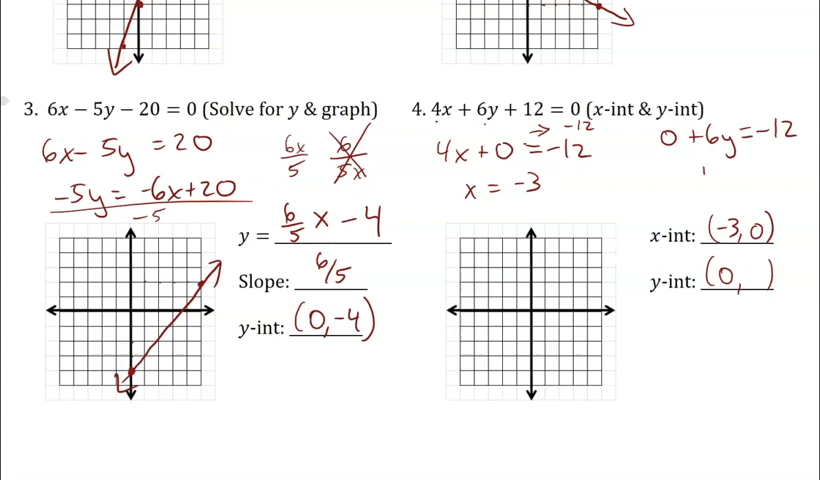 3. 6x − 5y − 20 = 0 (Solve for y & graph)
6x - 5y = 20
-5y = -6x+20
-5
6x/5
6/5x
y = 6/5 x - 4
Slope: 6/5
y-int: (0,-4)
4. 4x + 6y + 12 = 0 (x-int & y-int)
→ -12
4x+0 = -12
x = -3
0 +6y=-12
x-int: (-3,0)
y-int: (0, )